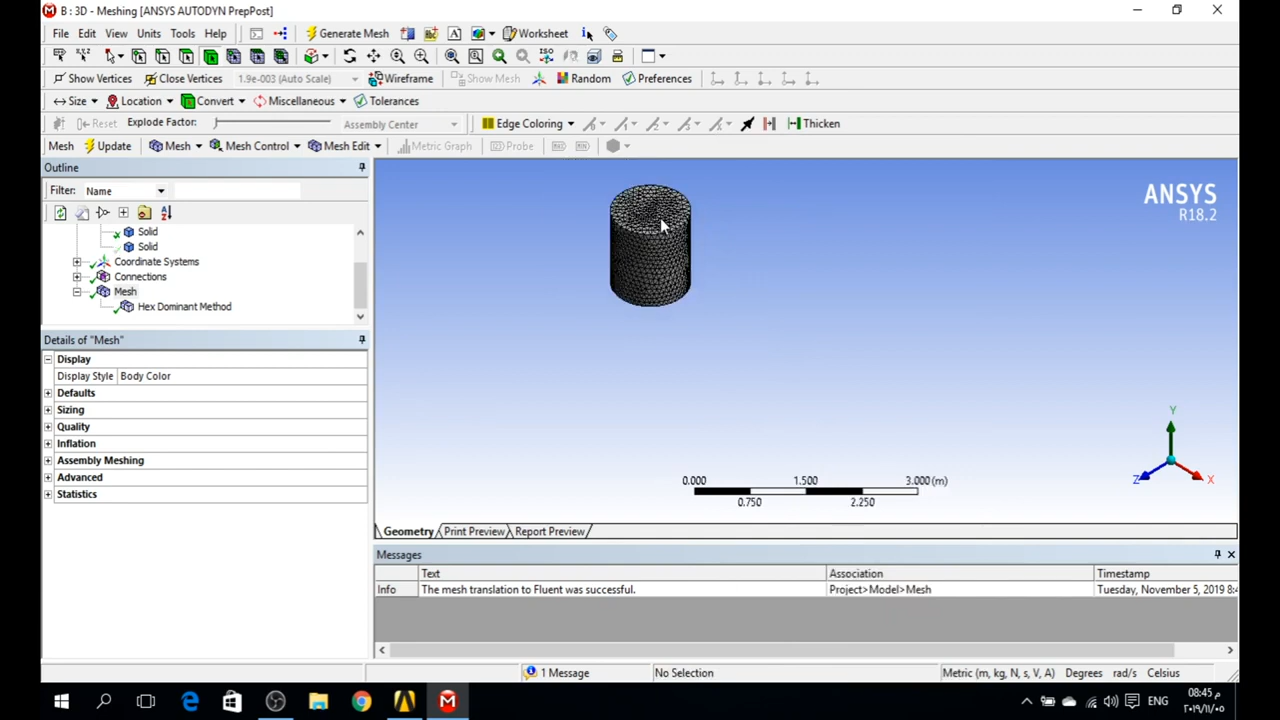 B : 3D - Meshing [ANSYS AUTODYN PrepPost]
File Edit View Units Tools Help Generate Mesh A Worksheet
Show Vertices Close Vertices 1.9e-003 (Auto Scale) Wireframe Show Mesh Random Preferences
Size Location Convert Miscellaneous Tolerances
Reset Explode Factor: Assembly Center Edge Coloring Thicken
Mesh Update Mesh Mesh Control Mesh Edit Metric Graph Probe
Outline
Filter: Name
Solid
Solid
Coordinate Systems
Connections
Mesh
Hex Dominant Method
Details of "Mesh"
Display
Display Style Body Color
Defaults
Sizing
Quality
Inflation
Assembly Meshing
Advanced
Statistics
ANSYS
R18.2
Y
Z X
0.000 1.500 3.000 (m)
0.750 2.250
Geometry Print Preview Report Preview
Messages
Text Association Timestamp
Info The mesh translation to Fluent was successful. Project>Model>Mesh Tuesday, November 5, 2019 8:4
1 Message No Selection Metric (m, kg, N, s, V, A) Degrees rad/s Celsius
ENG 08:45 م
٢٠١٩/١١/٠٥